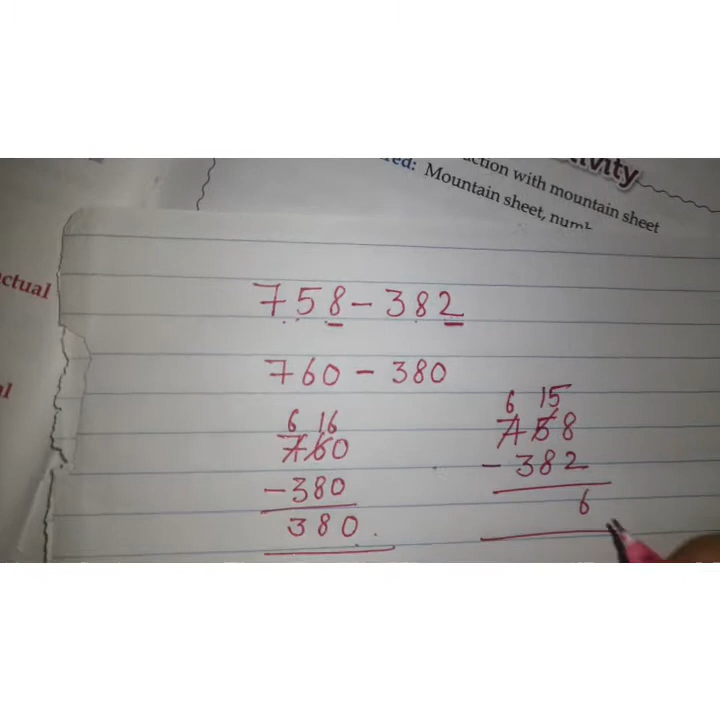 ivity
ction with mountain sheet
ed: Mountain sheet, num
ctual
l
758 - 382
760 - 380
6 16
760
- 380
380.
6 15
758
- 382
6